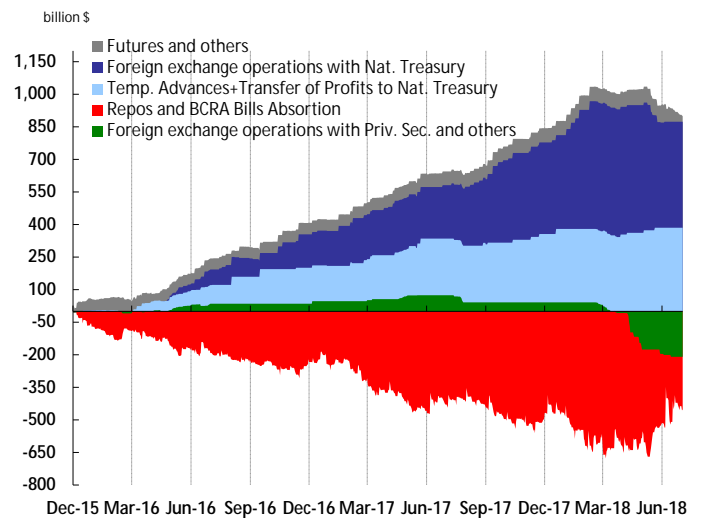 billion $
Futures and others
Foreign exchange operations with Nat. Treasury
Temp. Advances+Transfer of Profits to Nat. Treasury
Repos and BCRA Bills Absortion
Foreign exchange operations with Priv. Sec. and others
1,150
1,000
850
700
550
400
250
100
-50
-200
-350
-500
-650
-800
Dec-15 Mar-16 Jun-16 Sep-16 Dec-16 Mar-17 Jun-17 Sep-17 Dec-17 Mar-18 Jun-18